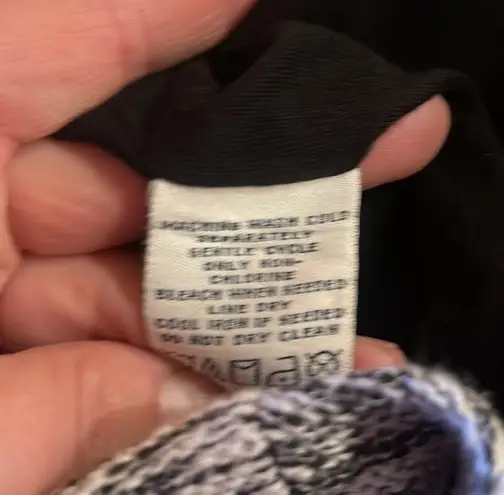 MACHINE WASH COLD
SEPARATELY
GENTLE CYCLE
ONLY NON-
CHLORINE
BLEACH WHEN NEEDED
LINE DRY
COOL IRON IF NEEDED
DO NOT DRY CLEAN